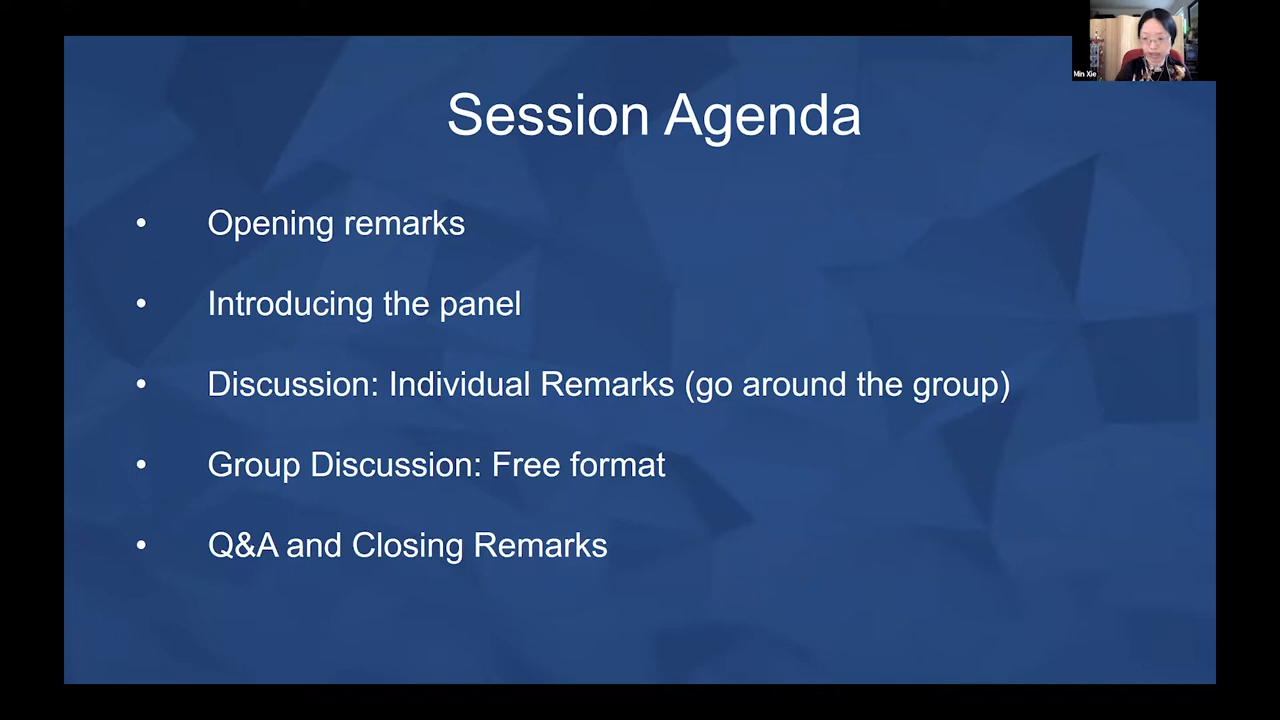 Min Xie
Session Agenda
• Opening remarks
• Introducing the panel
• Discussion: Individual Remarks (go around the group)
• Group Discussion: Free format
• Q&A and Closing Remarks